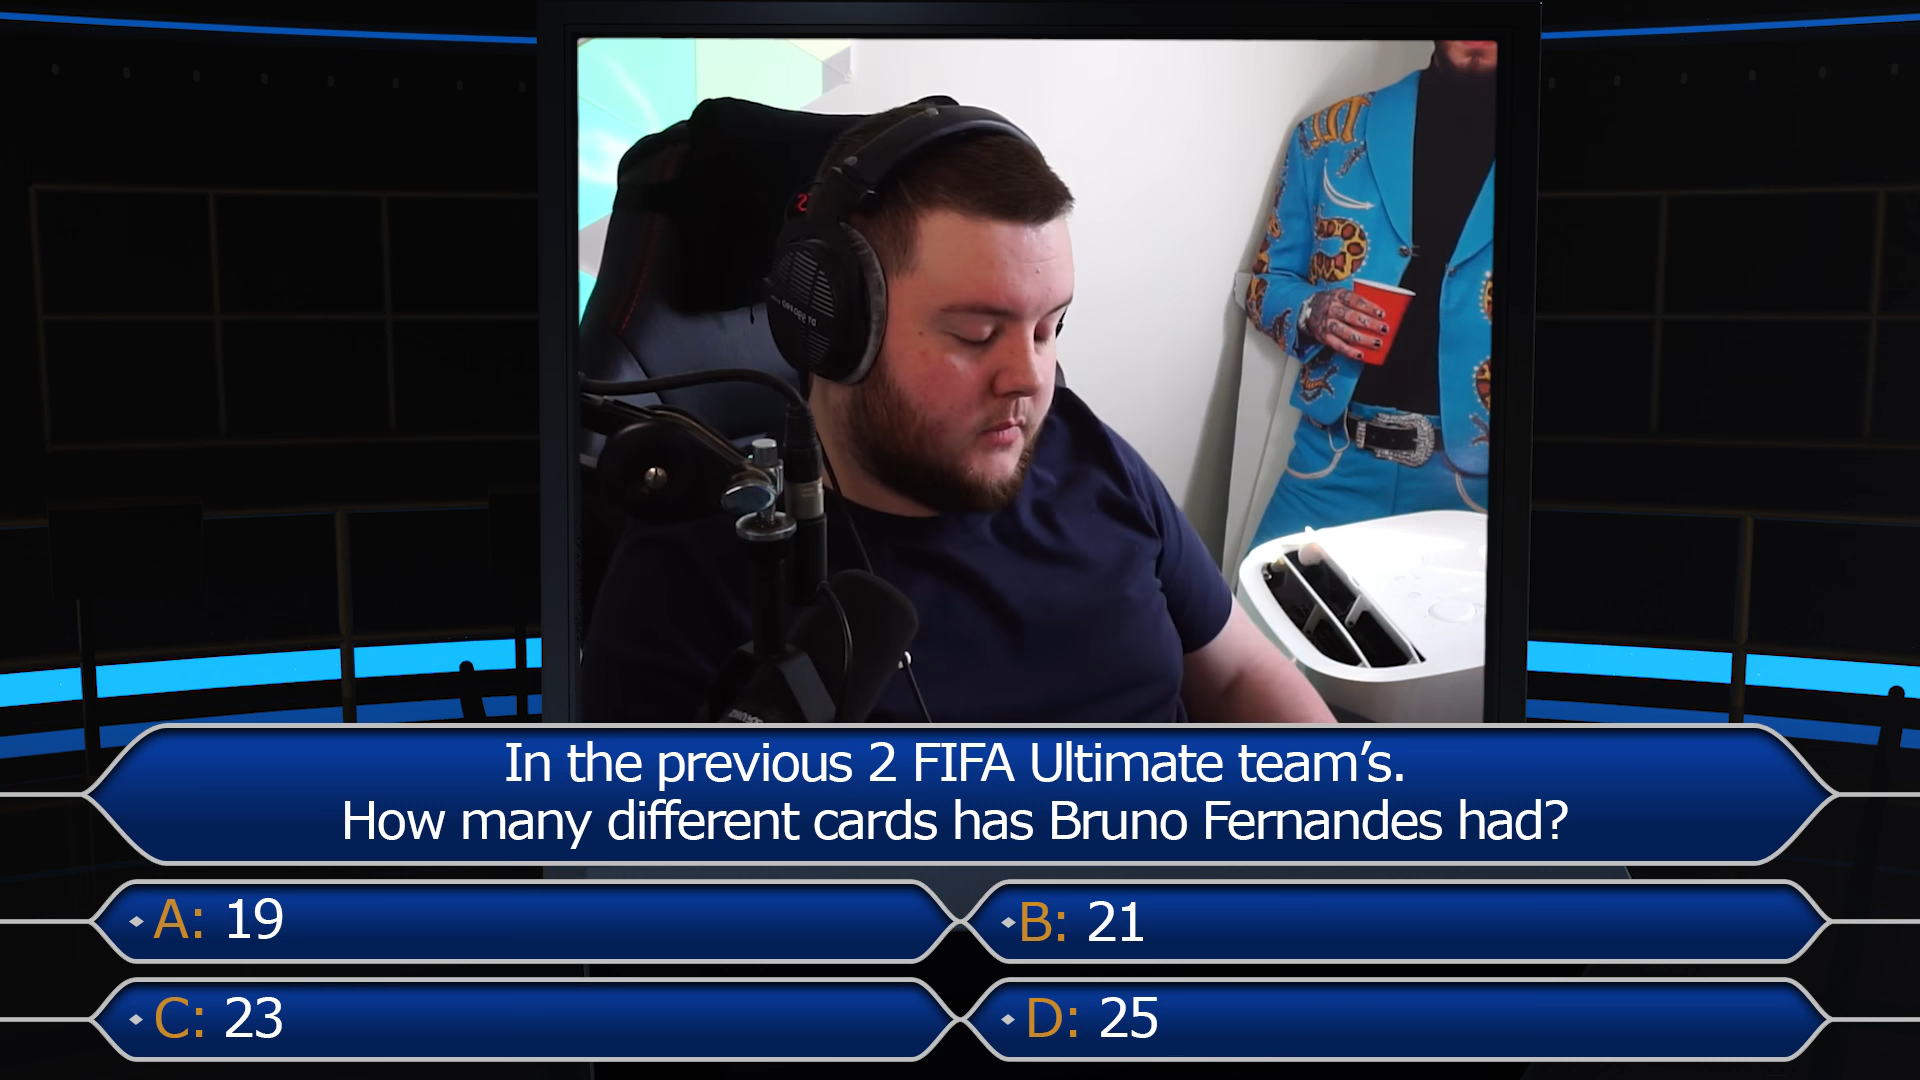 In the previous 2 FIFA Ultimate team’s.
How many different cards has Bruno Fernandes had?
A: 19
B: 21
C: 23
D: 25